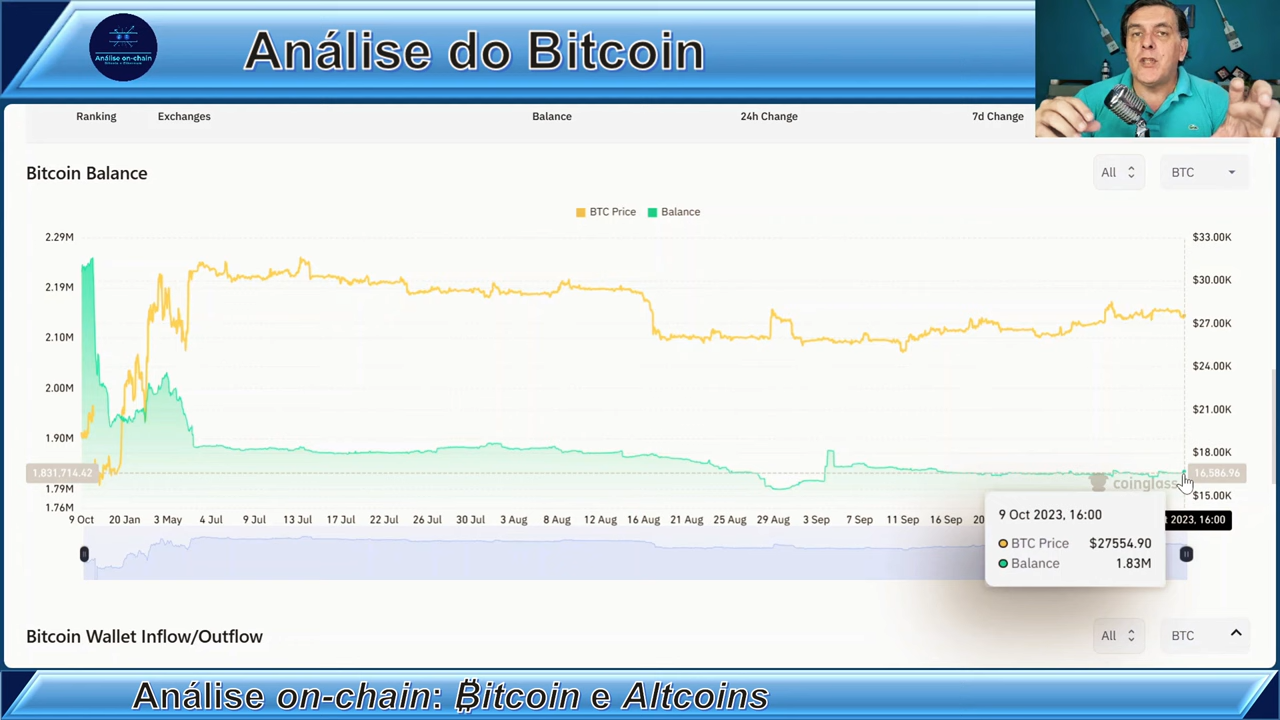 Análise do Bitcoin
Análise on-chain
Ranking Exchanges Balance 24h Change 7d Change
Bitcoin Balance
All BTC
BTC Price Balance
2.29M $33.00K
2.19M $30.00K
2.10M $27.00K
$24.00K
2.00M
$21.00K
1.90M
$18.00K
1,831,714.42 16,586.96
coinglass
1.79M $15.00K
1.76M
9 Oct 20 Jan 3 May 4 Jul 9 Jul 13 Jul 17 Jul 22 Jul 26 Jul 30 Jul 3 Aug 8 Aug 12 Aug 16 Aug 21 Aug 25 Aug 29 Aug 3 Sep 7 Sep 11 Sep 16 Sep 20 t 2023, 16:00
9 Oct 2023, 16:00
BTC Price $27554.90
Balance 1.83M
Bitcoin Wallet Inflow/Outflow
All BTC
Análise on-chain: ₿itcoin e Altcoins